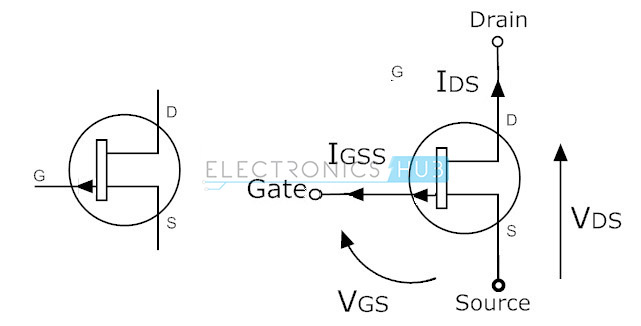 Drain
G
IDS
D
D
IGSS
ELECTRONICS HUB
G
Gate
S
S
VDS
VGS
Source